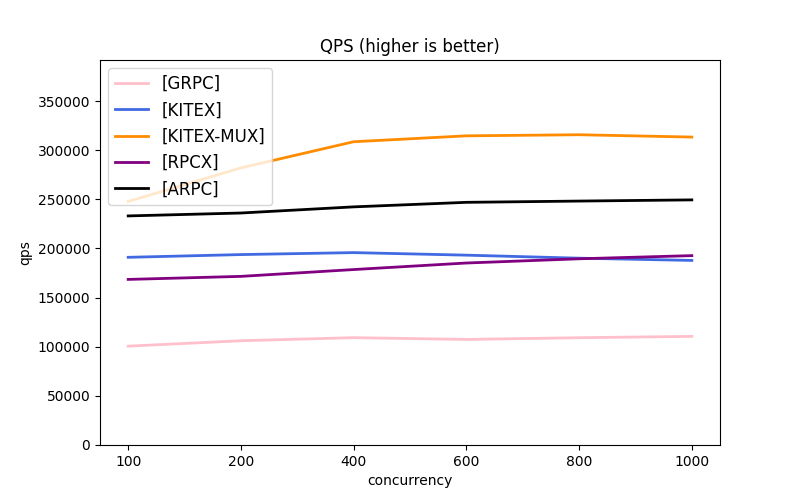 QPS (higher is better)
[GRPC]
[KITEX]
[KITEX-MUX]
[RPCX]
[ARPC]
350000
300000
250000
200000
150000
100000
50000
0
qps
100 200 400 600 800 1000
concurrency